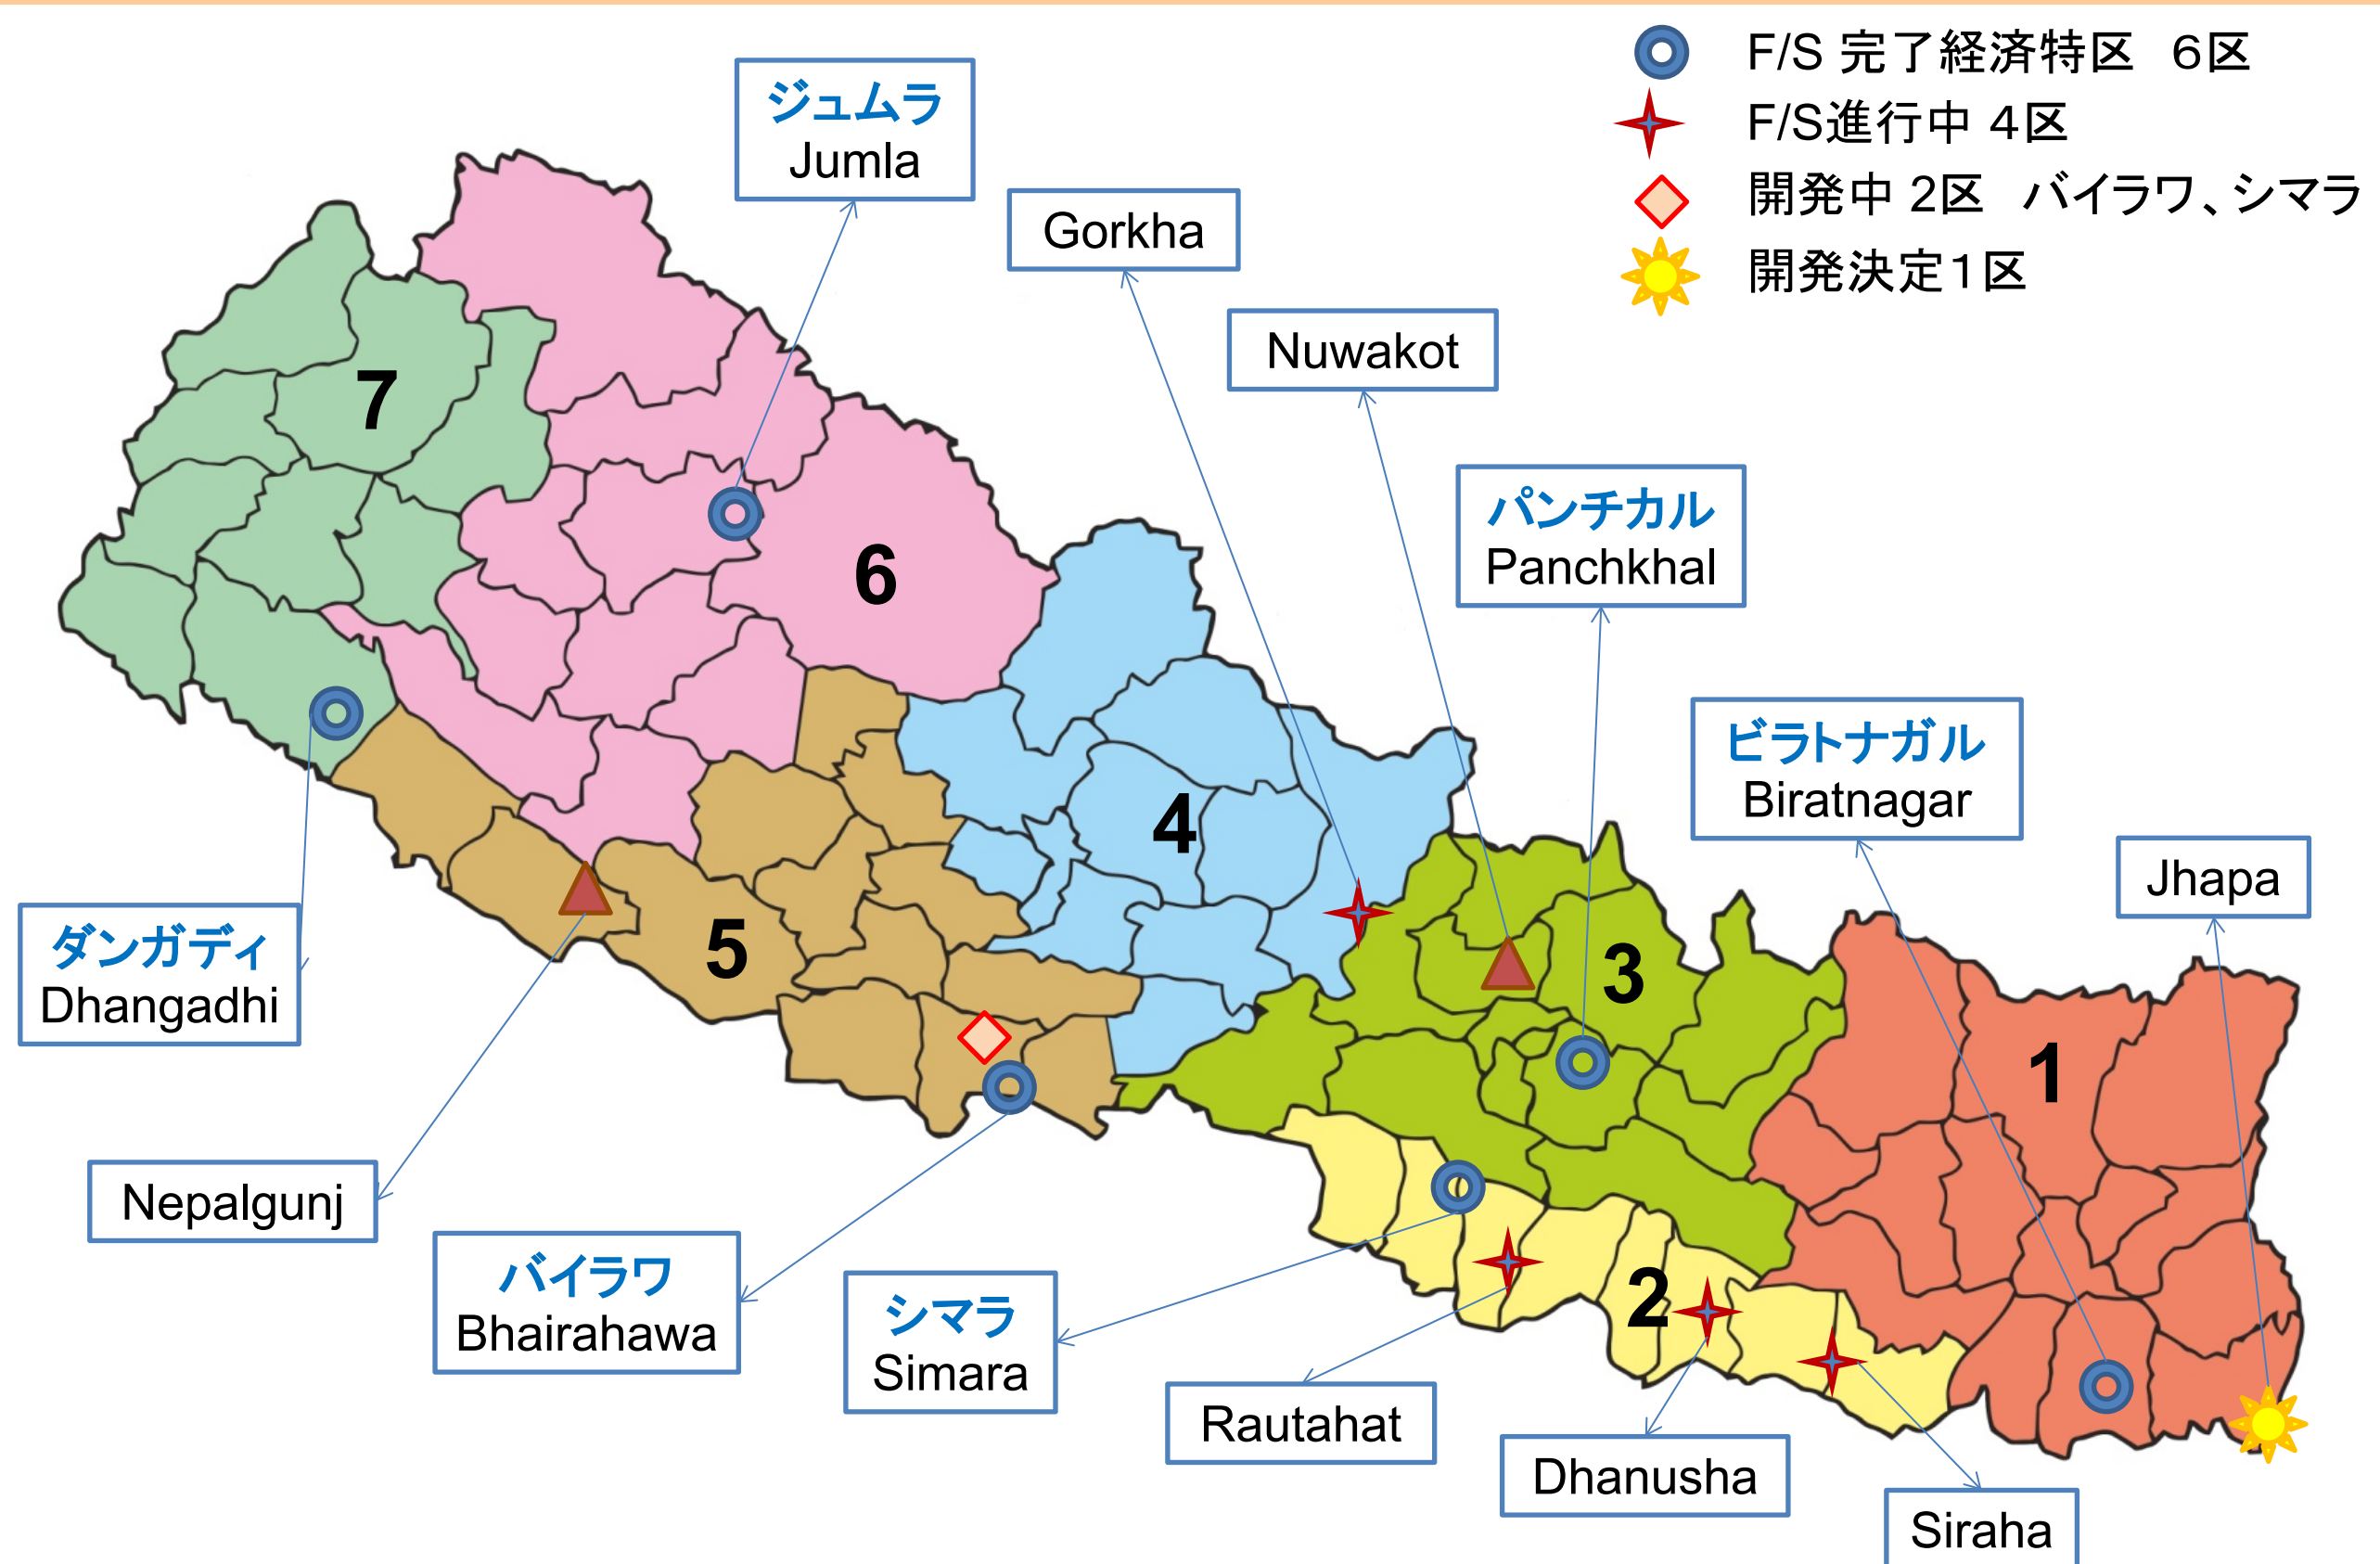 F/S 完了経済特区 6区
F/S進行中 4区
開発中 2区 バイラワ、シマラ
開発決定1区
ジュムラ
Jumla
Gorkha
Nuwakot
パンチカル
Panchkhal
ビラトナガル
Biratnagar
Jhapa
7
6
4
5
3
1
2
ダンガディ
Dhangadhi
Nepalgunj
バイラワ
Bhairahawa
シマラ
Simara
Rautahat
Dhanusha
Siraha